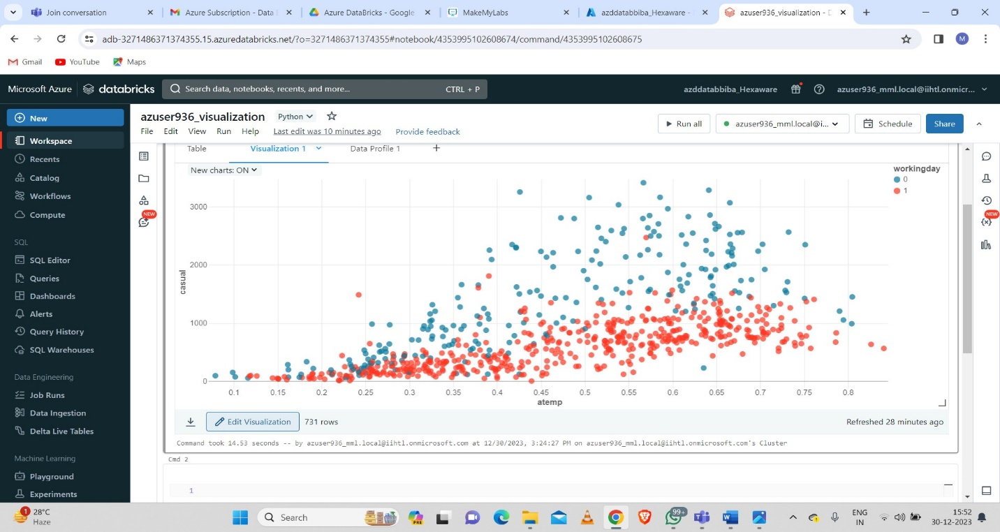 Join conversation
Azure Subscription - Data
Azure DataBricks - Google
MakeMyLabs
azddatabbiba_Hexaware -
azuser936_visualization - D
adb-3271486371374355.15.azuredatabricks.net/?o=3271486371374355#notebook/4353995102608674/command/4353995102608675
M
Gmail YouTube Maps
Microsoft Azure databricks Search data, notebooks, recents, and more... CTRL + P azddatabbiba_Hexaware azuser936_mml.local@iihtl.onmicr...
New
Workspace
Recents
Catalog
Workflows
Compute
SQL
SQL Editor
Queries
Dashboards
Alerts
Query History
SQL Warehouses
Data Engineering
Job Runs
Data Ingestion
Delta Live Tables
Machine Learning
Playground
Experiments
azuser936_visualization Python
File Edit View Run Help Last edit was 10 minutes ago Provide feedback
Run all azuser936_mml.local@i... Schedule Share
NEW
NEW
Table Visualization 1 Data Profile 1 +
New charts: ON
workingday
0
1
3000
2000
1000
0
casual
0.1 0.15 0.2 0.25 0.3 0.35 0.4 0.45 0.5 0.55 0.6 0.65 0.7 0.75 0.8
atemp
Edit Visualization 731 rows Refreshed 28 minutes ago
Command took 14.53 seconds -- by azuser936_mml.local@iihtl.onmicrosoft.com at 12/30/2023, 3:24:27 PM on azuser936_mml.local@iihtl.onmicrosoft.com's Cluster
Cmd 2
1
1
28°C
Haze
Search
PRE
99+
ENG
IN
15:52
30-12-2023